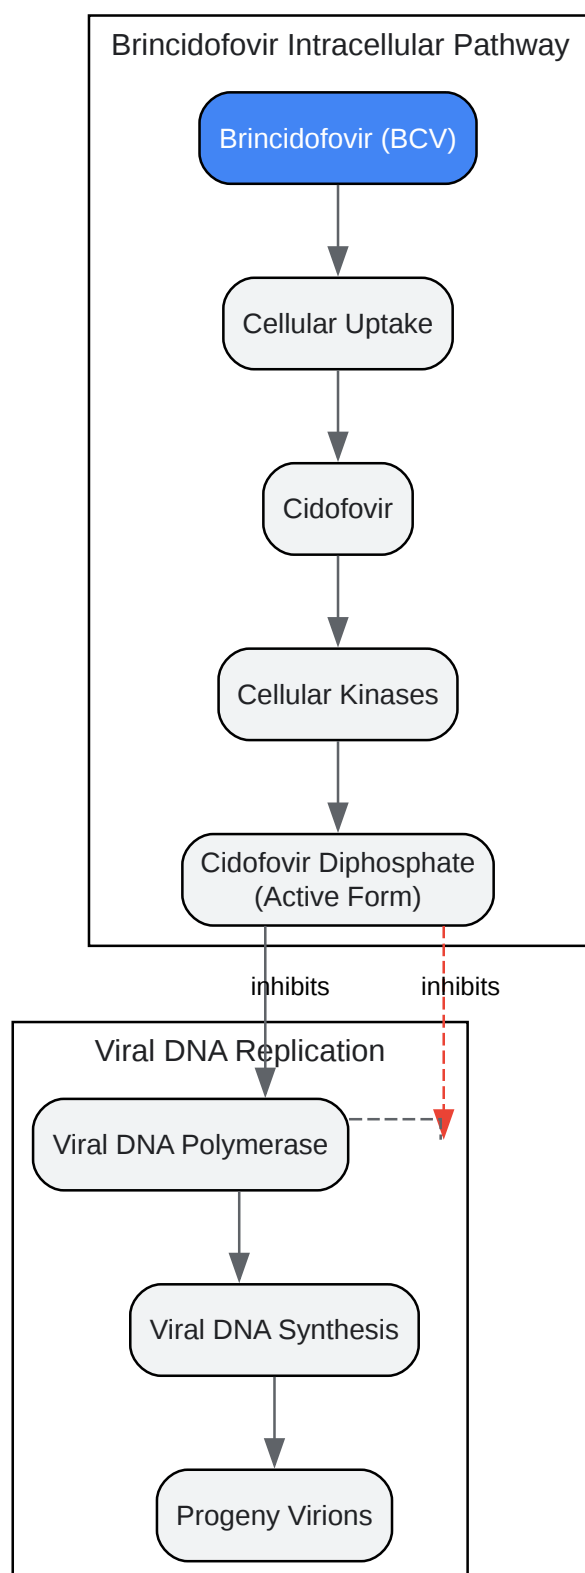 Brincidofovir Intracellular Pathway
Brincidofovir (BCV)
Cellular Uptake
Cidofovir
Cellular Kinases
Cidofovir Diphosphate
(Active Form)
inhibits
inhibits
Viral DNA Replication
Viral DNA Polymerase
Viral DNA Synthesis
Progeny Virions